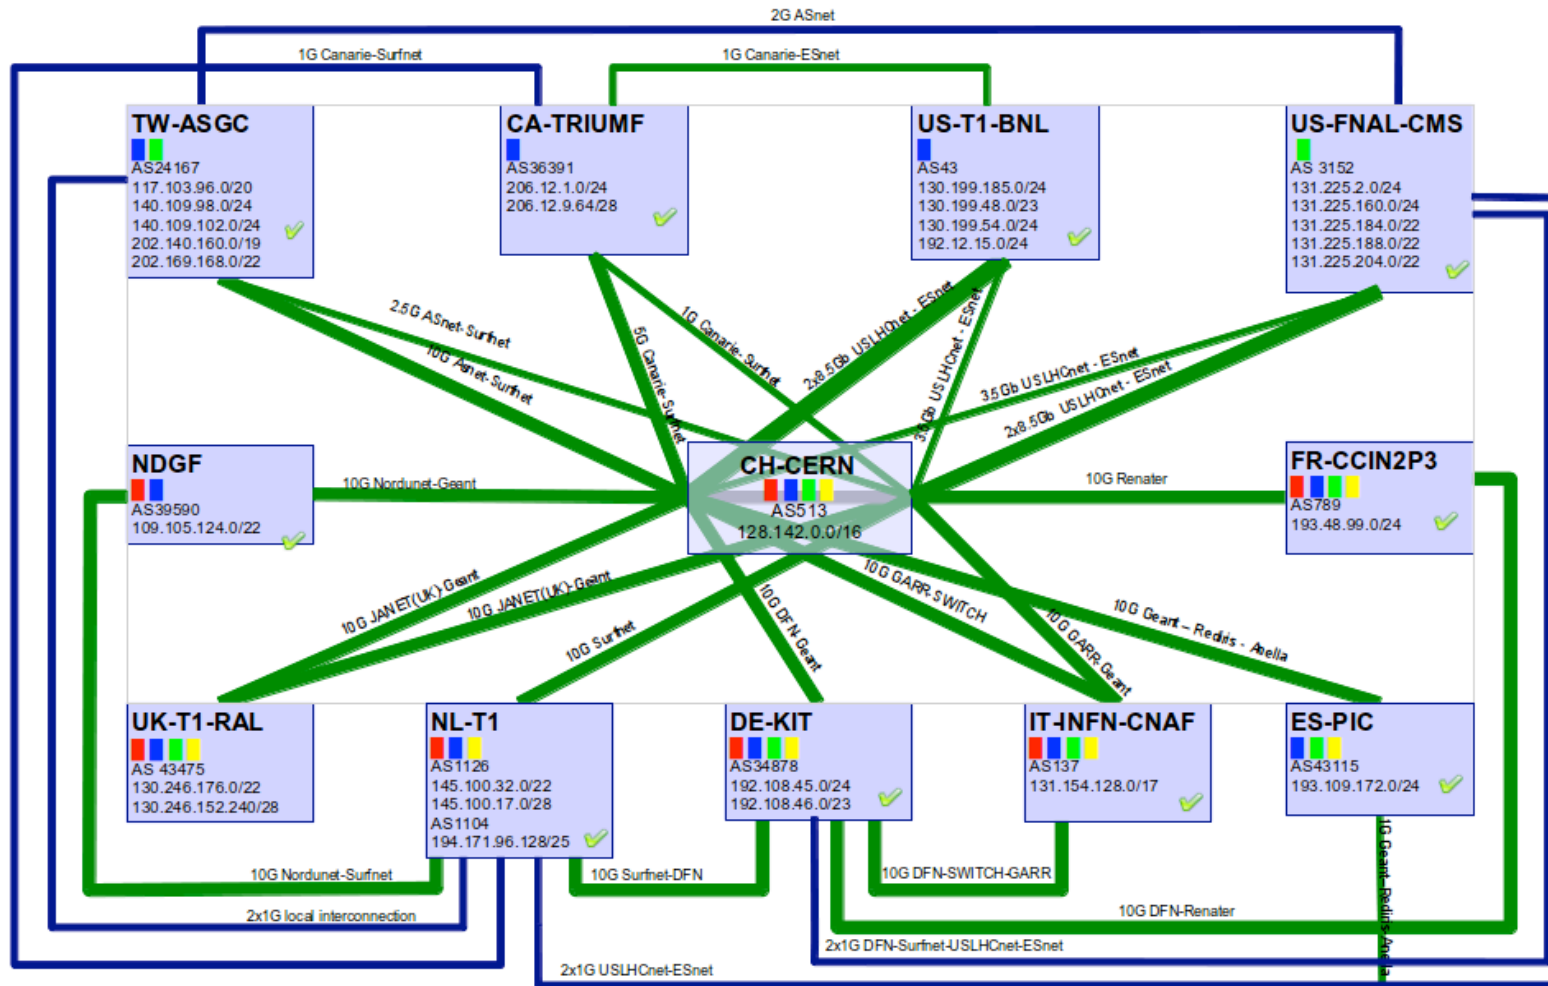 2G ASnet
1G Canarie-Surfnet
1G Canarie-ESnet
TW-ASGC
AS24167
117.103.96.0/20
140.109.98.0/24
140.109.102.0/24
202.140.160.0/19
202.169.168.0/22
CA-TRIUMF
AS36391
206.12.1.0/24
206.12.9.64/28
US-T1-BNL
AS43
130.199.185.0/24
130.199.48.0/23
130.199.54.0/24
192.12.15.0/24
US-FNAL-CMS
AS 3152
131.225.2.0/24
131.225.160.0/24
131.225.184.0/22
131.225.188.0/22
131.225.204.0/22
2.5G ASnet-Surfnet
10G Asnet-Surfnet
5G Canarie-Surfnet
1G Canarie-Surfnet
2x8.5Gb USLHCnet - ESnet
3.5Gb USLHCnet - ESnet
3.5Gb USLHCnet - ESnet
2x8.5Gb USLHCnet - ESnet
NDGF
AS39590
109.105.124.0/22
10G Nordunet-Geant
CH-CERN
AS513
128.142.0.0/16
10G Renater
FR-CCIN2P3
AS789
193.48.99.0/24
10G JANET(UK)-Geant
10G JANET(UK)-Geant
10G Surfnet
10G DFN-Geant
10G GARR-SWITCH
10G GARR-Geant
10G Geant – Rediris - Anella
UK-T1-RAL
AS 43475
130.246.176.0/22
130.246.152.240/28
NL-T1
AS1126
145.100.32.0/22
145.100.17.0/28
AS1104
194.171.96.128/25
DE-KIT
AS34878
192.108.45.0/24
192.108.46.0/23
IT-INFN-CNAF
AS137
131.154.128.0/17
ES-PIC
AS43115
193.109.172.0/24
1G Geant-Rediris-Anella
10G Nordunet-Surfnet
10G Surfnet-DFN
10G DFN-SWITCH-GARR
2x1G local interconnection
10G DFN-Renater
2x1G DFN-Surfnet-USLHCnet-ESnet
2x1G USLHCnet-ESnet